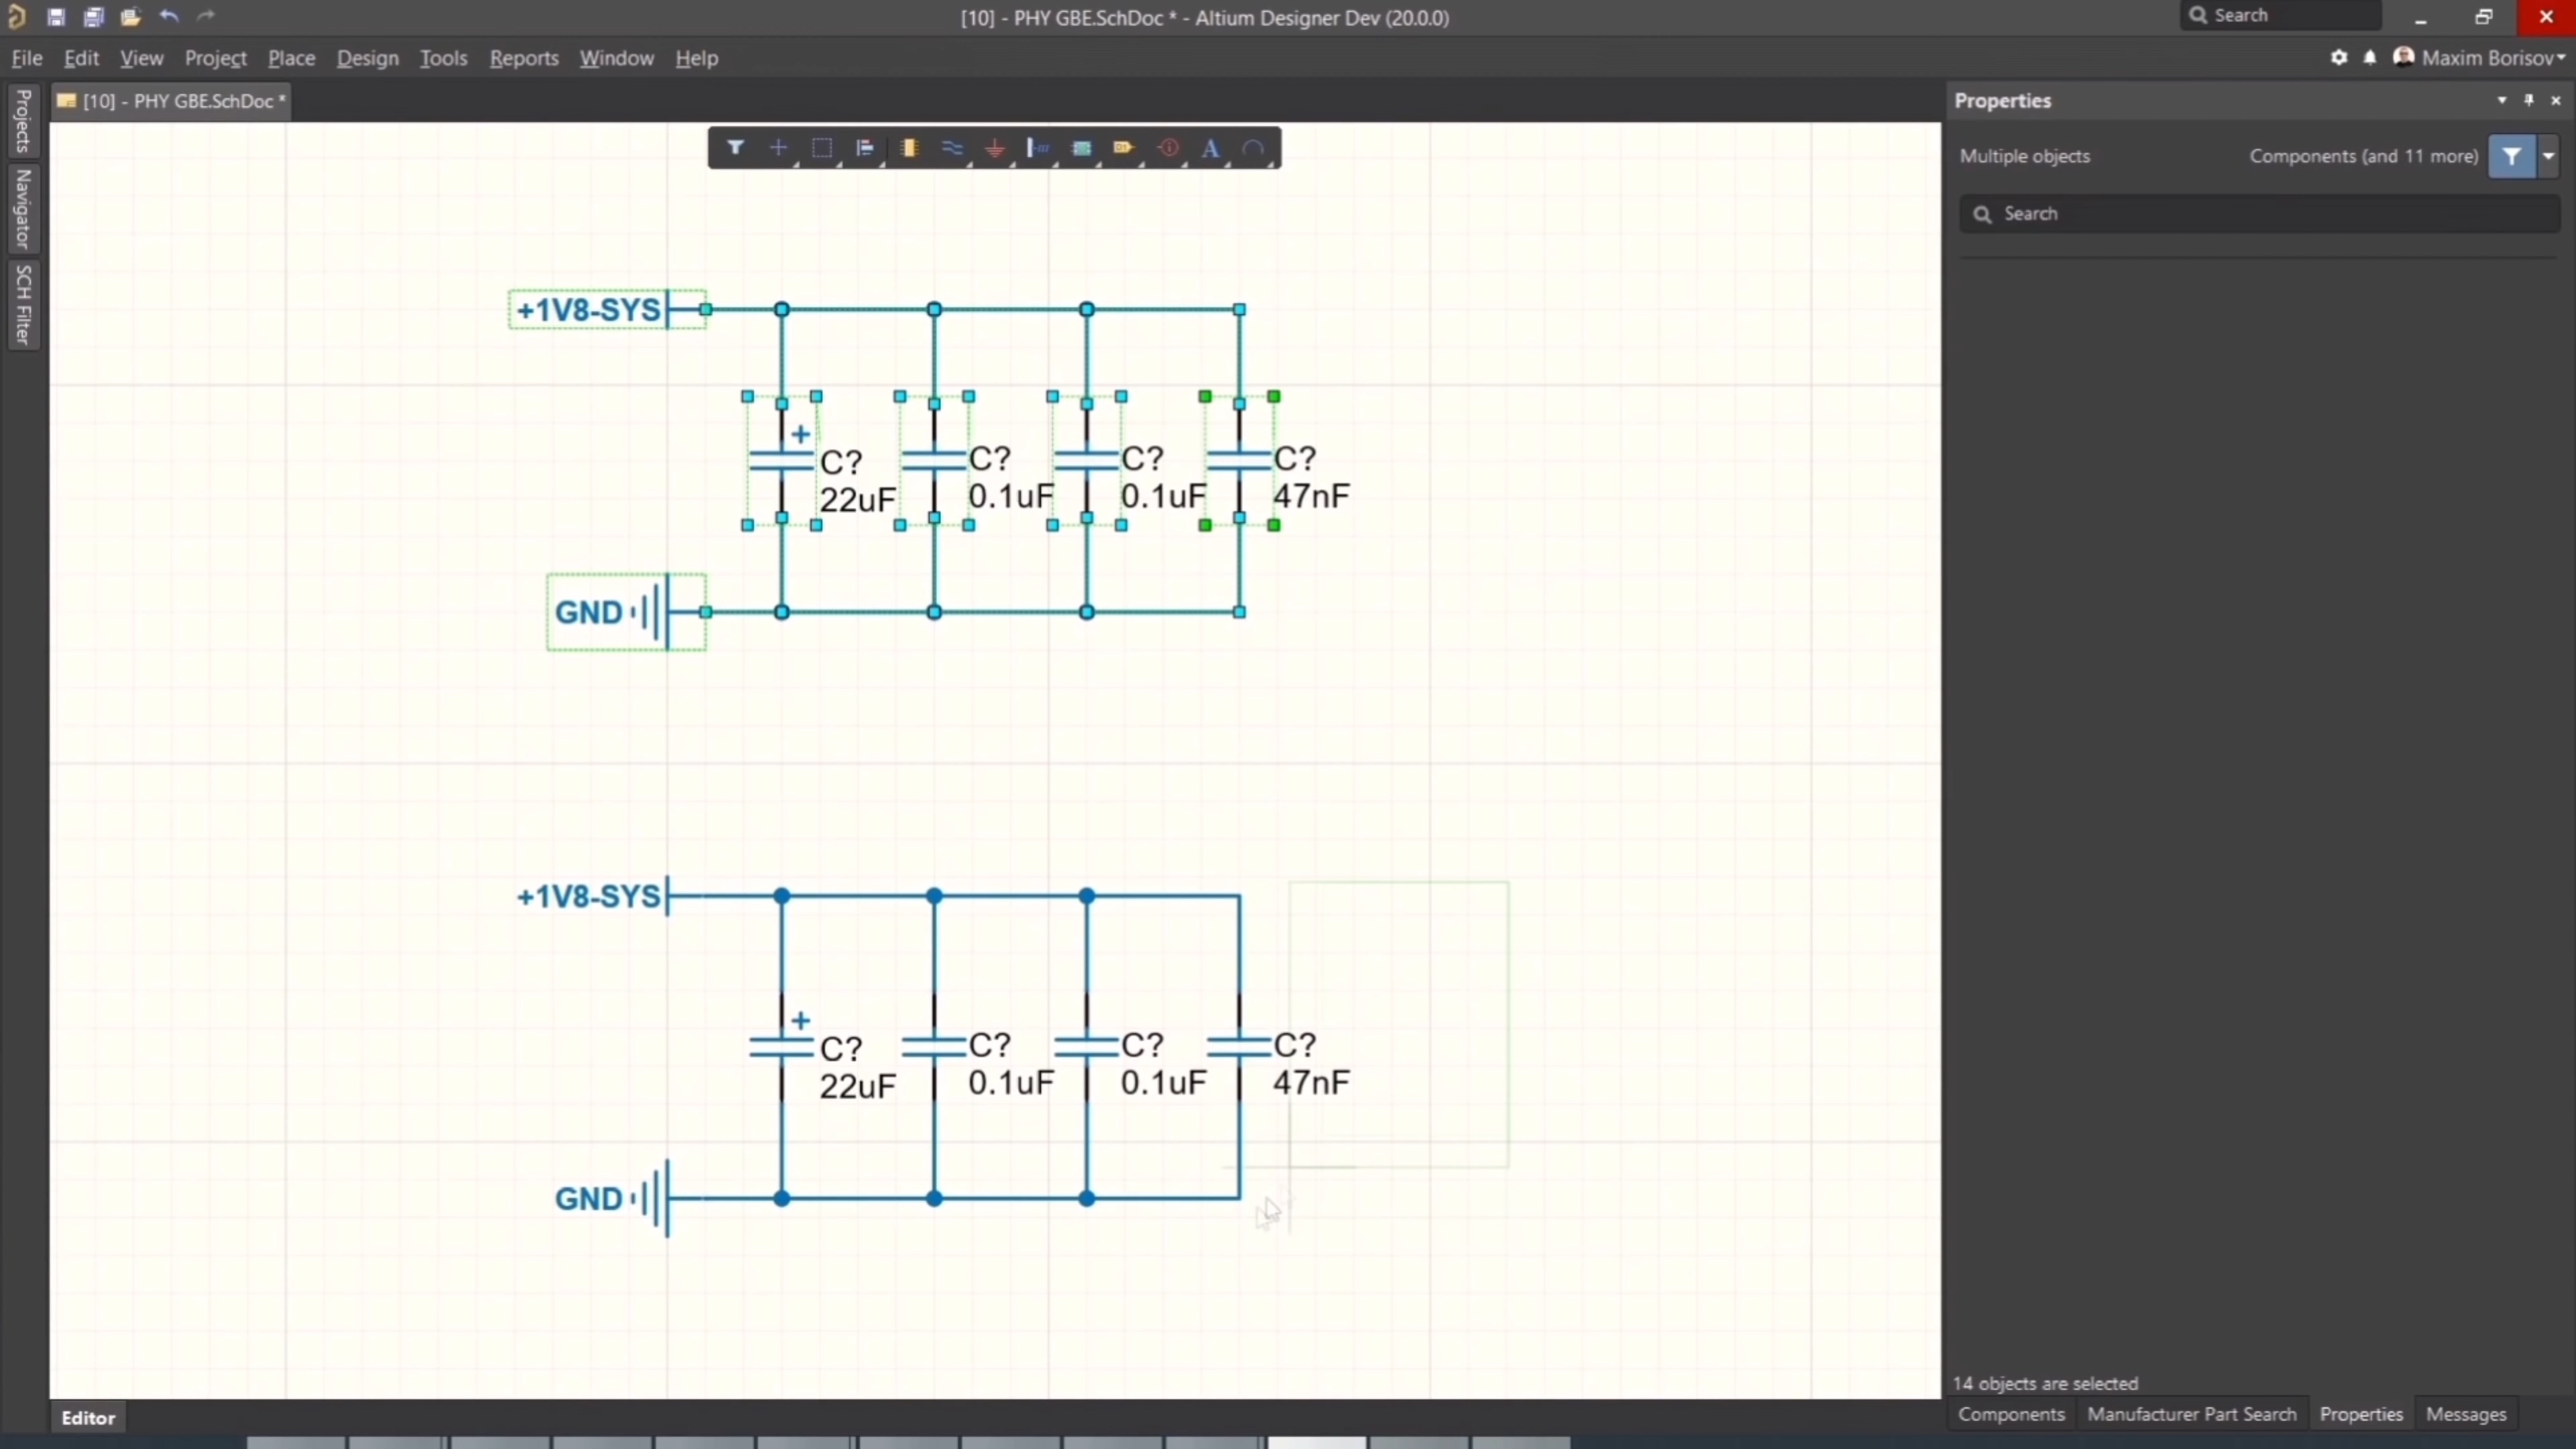 [10] - PHY GBE.SchDoc * - Altium Designer Dev (20.0.0)
Search
File Edit View Project Place Design Tools Reports Window Help
Maxim Borisov
Projects
Navigator
SCH Filter
[10] - PHY GBE.SchDoc *
Properties
Multiple objects
Components (and 11 more)
Search
+1V8-SYS
+
C? C? C? C?
22uF 0.1uF 0.1uF 47nF
GND
+1V8-SYS
+
C? C? C? C?
22uF 0.1uF 0.1uF 47nF
GND
14 objects are selected
Editor
Components Manufacturer Part Search Properties Messages